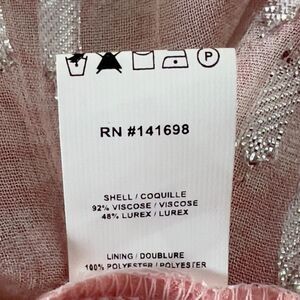 P
RN #141698
SHELL / COQUILLE
92% VISCOSE / VISCOSE
48% LUREX / LUREX
LINING / DOUBLURE
100% POLYESTER / POLYESTER